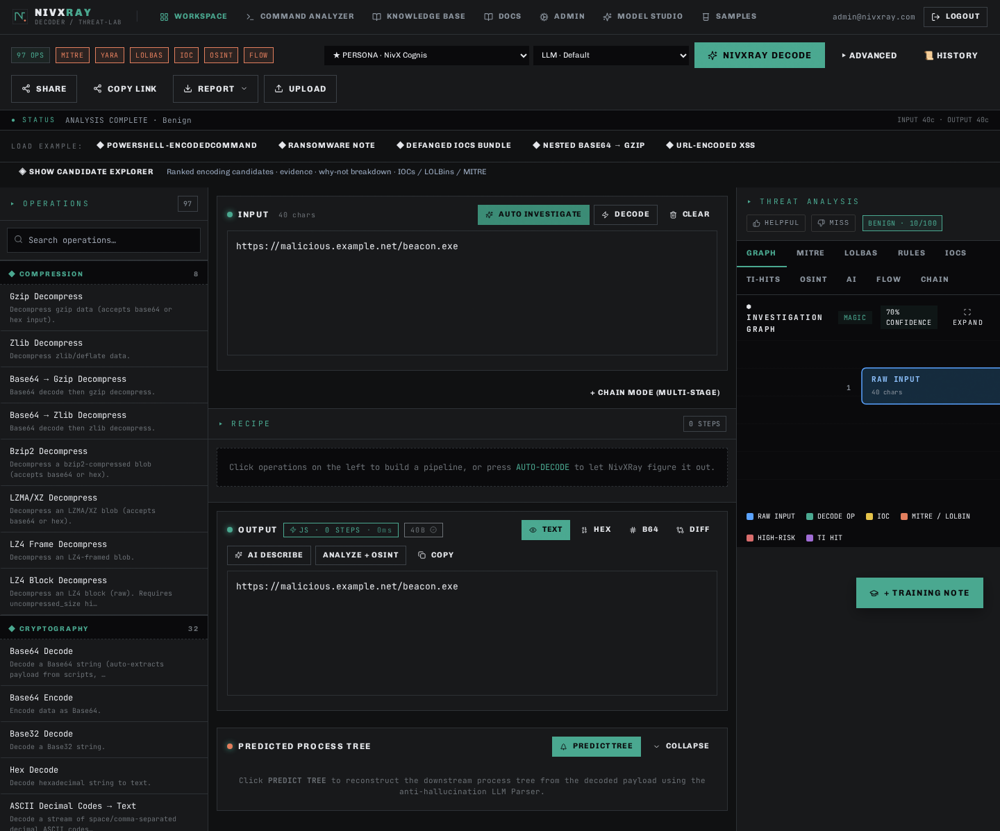 NIVXRAY
DECODER / THREAT-LAB
WORKSPACE
COMMAND ANALYZER
KNOWLEDGE BASE
DOCS
ADMIN
MODEL STUDIO
SAMPLES
admin@nivxray.com
LOGOUT
97 OPS
MITRE
YARA
LOLBAS
IOC
OSINT
FLOW
★ PERSONA · NivX Cognis
LLM · Default
NIVXRAY DECODE
▸ ADVANCED
📜 HISTORY
SHARE
COPY LINK
REPORT
UPLOAD
● STATUS ANALYSIS COMPLETE · Benign
INPUT 40c · OUTPUT 40c
LOAD EXAMPLE:
◆ POWERSHELL -ENCODEDCOMMAND
◆ RANSOMWARE NOTE
◆ DEFANGED IOCS BUNDLE
◆ NESTED BASE64 → GZIP
◆ URL-ENCODED XSS
◈ SHOW CANDIDATE EXPLORER
Ranked encoding candidates · evidence · why-not breakdown · IOCs / LOLBins / MITRE
▸ OPERATIONS
97
Search operations…
◆ COMPRESSION
8
Gzip Decompress
Decompress gzip data (accepts base64 or
hex input).
Zlib Decompress
Decompress zlib/deflate data.
Base64 → Gzip Decompress
Base64 decode then gzip decompress.
Base64 → Zlib Decompress
Base64 decode then zlib decompress.
Bzip2 Decompress
Decompress a bzip2-compressed blob
(accepts base64 or hex).
LZMA/XZ Decompress
Decompress an LZMA/XZ blob (accepts
base64 or hex).
LZ4 Frame Decompress
Decompress an LZ4-framed blob.
LZ4 Block Decompress
Decompress an LZ4 block (raw). Requires
uncompressed_size hi…
◆ CRYPTOGRAPHY
32
Base64 Decode
Decode a Base64 string (auto-extracts
payload from scripts, …
Base64 Encode
Encode data as Base64.
Base32 Decode
Decode a Base32 string.
Hex Decode
Decode hexadecimal string to text.
ASCII Decimal Codes → Text
Decode a stream of space/comma-separated
decimal ASCII codes…
INPUT
40 chars
AUTO INVESTIGATE
DECODE
CLEAR
https://malicious.example.net/beacon.exe
+ CHAIN MODE (MULTI-STAGE)
▸ RECIPE
0 STEPS
Click operations on the left to build a pipeline, or press AUTO-DECODE to let NivXRay figure it out.
OUTPUT
JS · 0 STEPS · 0ms
40B
TEXT
HEX
B64
DIFF
AI DESCRIBE
ANALYZE + OSINT
COPY
https://malicious.example.net/beacon.exe
PREDICTED PROCESS TREE
PREDICT TREE
COLLAPSE
Click PREDICT TREE to reconstruct the downstream process tree from the decoded payload using the
anti-hallucination LLM Parser.
▸ THREAT ANALYSIS
HELPFUL
MISS
BENIGN · 10/100
GRAPH
MITRE
LOLBAS
RULES
IOCS
TI-HITS
OSINT
AI
FLOW
CHAIN
⬢
INVESTIGATION
GRAPH
MAGIC
70%
CONFIDENCE
⛶
EXPAND
1
RAW INPUT
40 chars
RAW INPUT
DECODE OP
IOC
MITRE / LOLBIN
HIGH-RISK
TI HIT
+ TRAINING NOTE